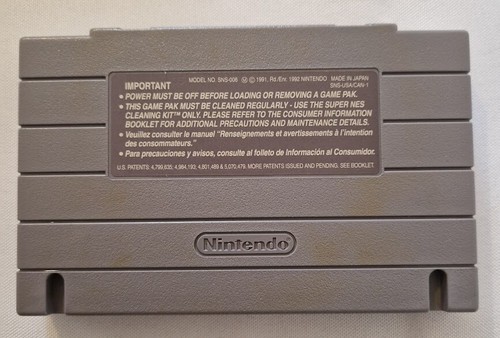 MODEL NO. SNS-006 Ⓜ © 1991, Rd./Enr. 1992 NINTENDO MADE IN JAPAN
IMPORTANT SNS-USA/CAN-1
• POWER MUST BE OFF BEFORE LOADING OR REMOVING A GAME PAK.
• THIS GAME PAK MUST BE CLEANED REGULARLY - USE THE SUPER NES
CLEANING KIT™ ONLY. PLEASE REFER TO THE CONSUMER INFORMATION
BOOKLET FOR ADDITIONAL PRECAUTIONS AND MAINTENANCE DETAILS.
• Veuillez consulter le manuel "Renseignements et avertissements à l'intention
des consommateurs."
• Para precauciones y avisos, consulte al folleto de Información al Consumidor.
U.S. PATENTS: 4,799,635; 4,984,193; 4,801,489 & 5,070,479. MORE PATENTS ISSUED AND PENDING. SEE BOOKLET.
Nintendo